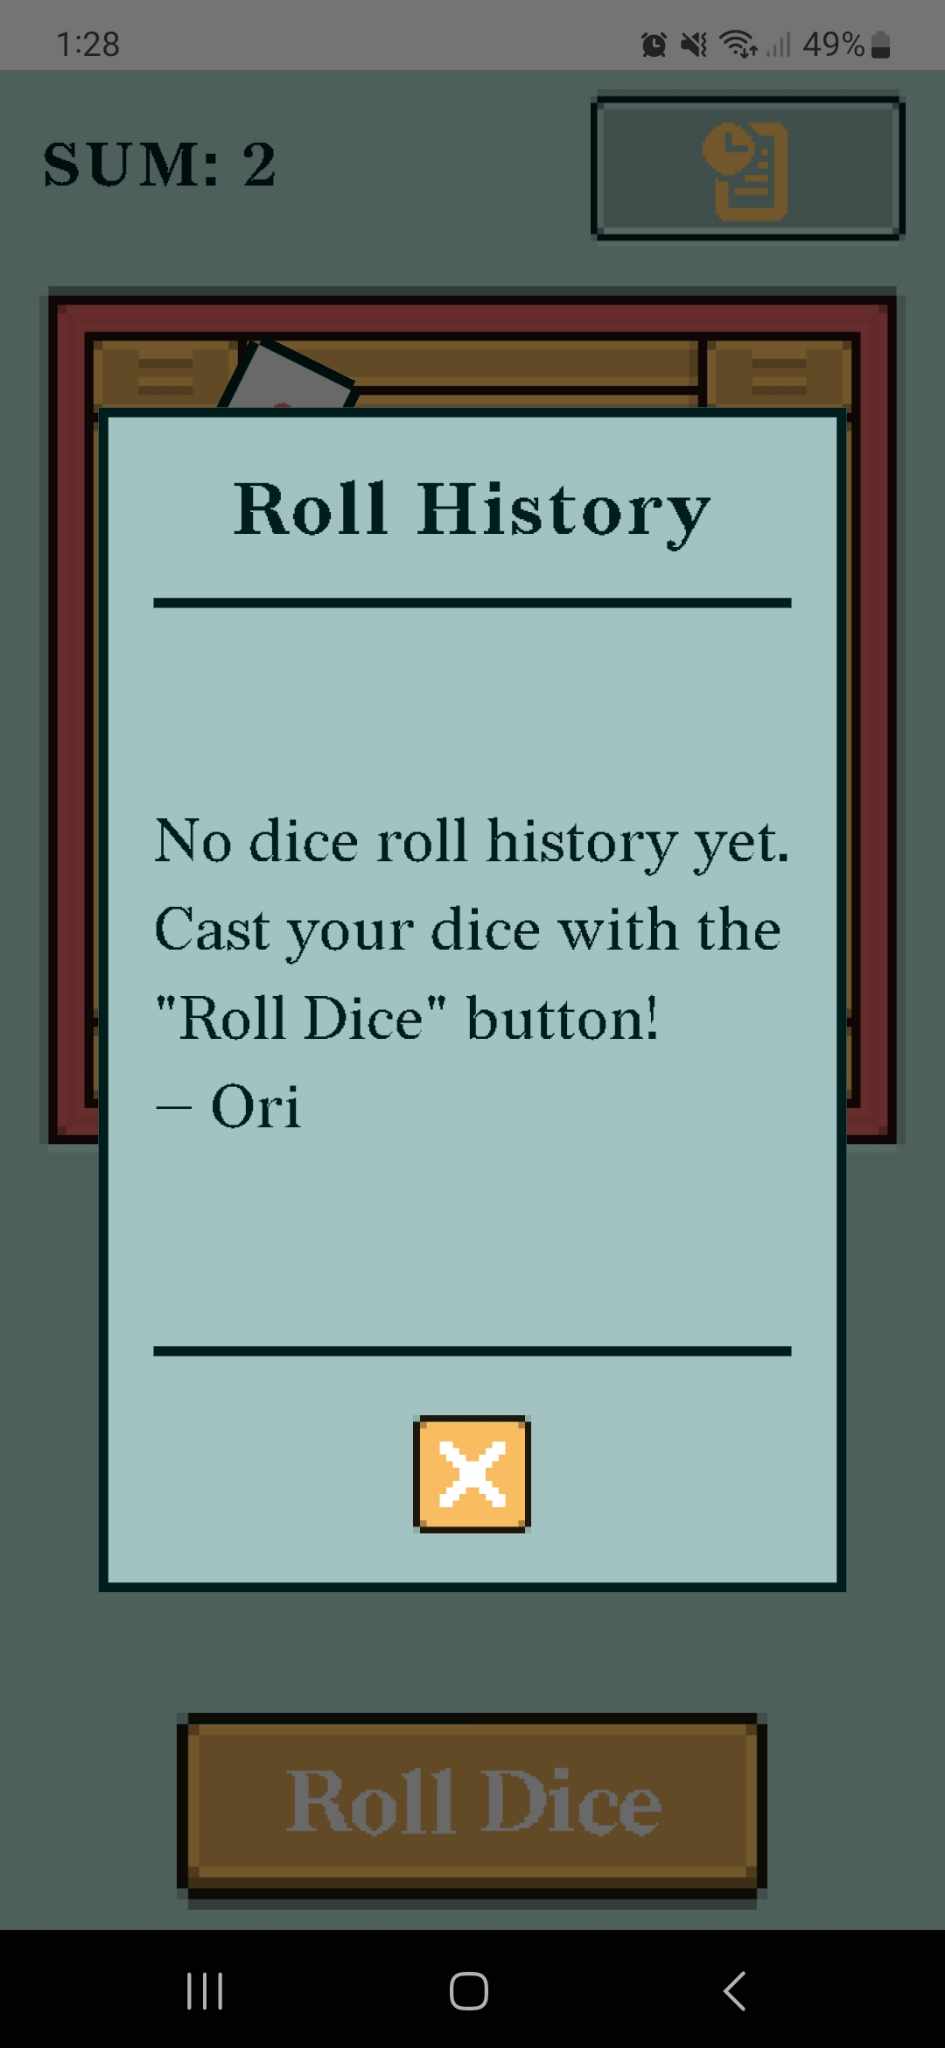 1:28
49%
SUM: 2
Roll History
No dice roll history yet.
Cast your dice with the
"Roll Dice" button!
— Ori
Roll Dice